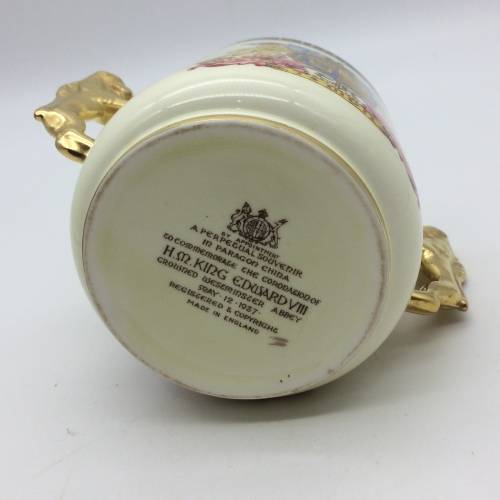 BY APPOINTMENT
A PERPETUAL SOUVENIR
IN PARAGON CHINA
TO COMMEMORATE THE CORONATION OF
H.M. KING EDWARD VIII
CROWNED WESTMINSTER ABBEY
MAY · 12 · 1937 ·
REGISTERED & COPYRIGHT
MADE IN ENGLAND